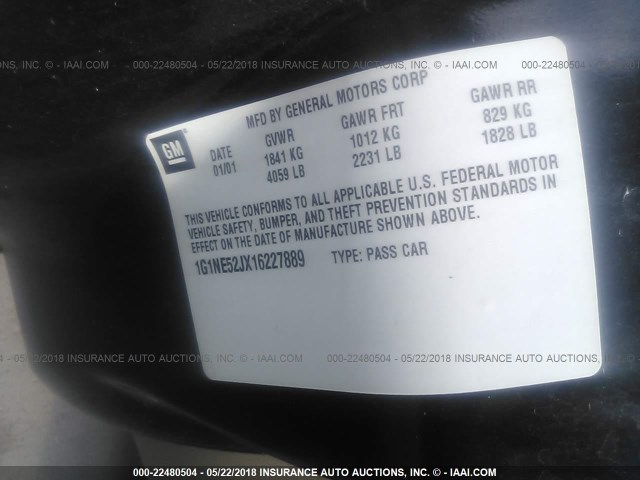 INC. - IAAI.COM 000-22480504 - 05/22/2018 INSURANCE AUTO AUCTIONS, INC. - IAAI.COM 000-22480504 - 05/22/2018 INSURANCE
MFD BY GENERAL MOTORS CORP
GM
DATE GVWR GAWR FRT GAWR RR
01/01 1841 KG 1012 KG 829 KG
4059 LB 2231 LB 1828 LB
THIS VEHICLE CONFORMS TO ALL APPLICABLE U.S. FEDERAL MOTOR
VEHICLE SAFETY, BUMPER, AND THEFT PREVENTION STANDARDS IN
EFFECT ON THE DATE OF MANUFACTURE SHOWN ABOVE.
1G1NE52JX16227889 TYPE: PASS CAR
05/22/2018 INSURANCE AUTO AUCTIONS, INC. - IAAI.COM 000-22480504 - 05/22/2018 INSURANCE AUTO AUCTIONS, INC. - IAAI.COM
000-22480504 - 05/22/2018 INSURANCE AUTO AUCTIONS, INC. - IAAI.COM